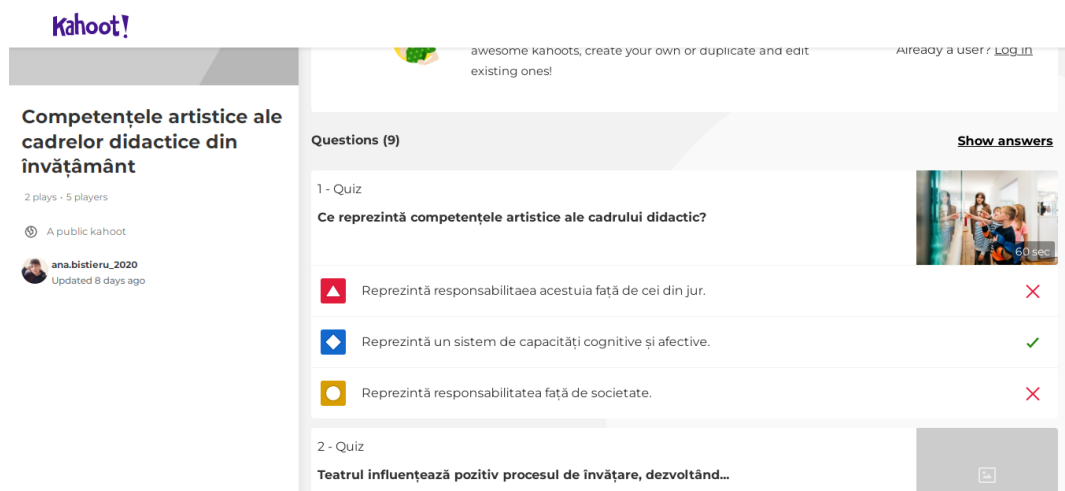 Kahoot!
awesome kahoots, create your own or duplicate and edit
existing ones!
Already a user? Log in
Competențele artistice ale
cadrelor didactice din
învățâmânt
2 plays · 5 players
A public kahoot
ana.bistieru_2020
Updated 8 days ago
Questions (9)
Show answers
1 - Quiz
Ce reprezintă competențele artistice ale cadrului didactic?
60 sec
Reprezintă responsabilitaea acestuia față de cei din jur.
Reprezintă un sistem de capacități cognitive și afective.
Reprezintă responsabilitatea față de societate.
2 - Quiz
Teatrul influențează pozitiv procesul de învățare, dezvoltând...